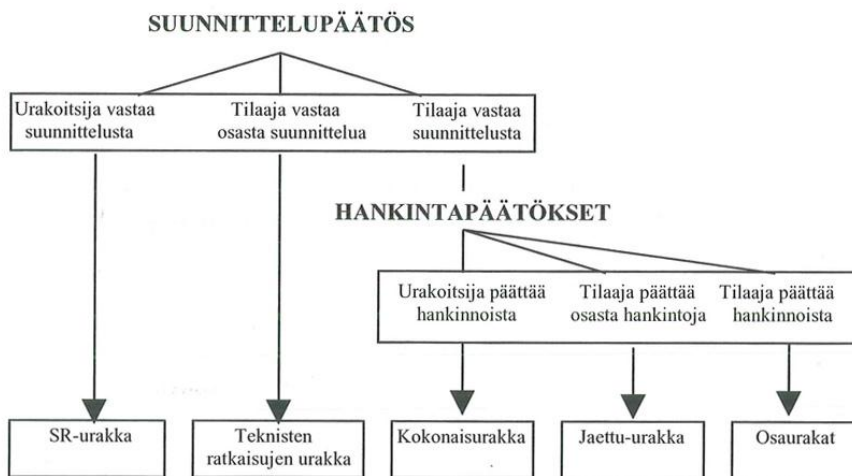 SUUNNITTELUPÄÄTÖS
Urakoitsija vastaa
suunnittelusta
Tilaaja vastaa
osasta suunnittelua
Tilaaja vastaa
suunnittelusta
HANKINTAPÄÄTÖKSET
Urakoitsija päättää
hankinnoista
Tilaaja päättää
osasta hankintoja
Tilaaja päättää
hankinnoista
SR-urakka
Teknisten
ratkaisujen urakka
Kokonaisurakka
Jaettu-urakka
Osaurakat